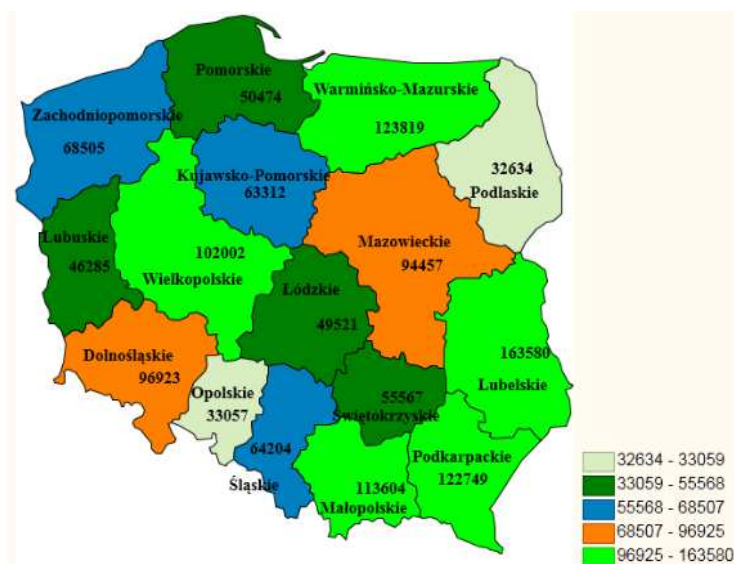 Pomorskie
50474
Warmińsko-Mazurskie
123819
Zachodniopomorskie
68505
Kujawsko-Pomorskie
63312
32634
Podlaskie
Lubuskie
46285
102002
Wielkopolskie
Mazowieckie
94457
Łódzkie
49521
Dolnośląskie
96923
Opolskie
33057
55567
Świętokrzyskie
163580
Lubelskie
64204
Śląskie
113604
Małopolskie
Podkarpackie
122749
32634 - 33059
33059 - 55568
55568 - 68507
68507 - 96925
96925 - 163580